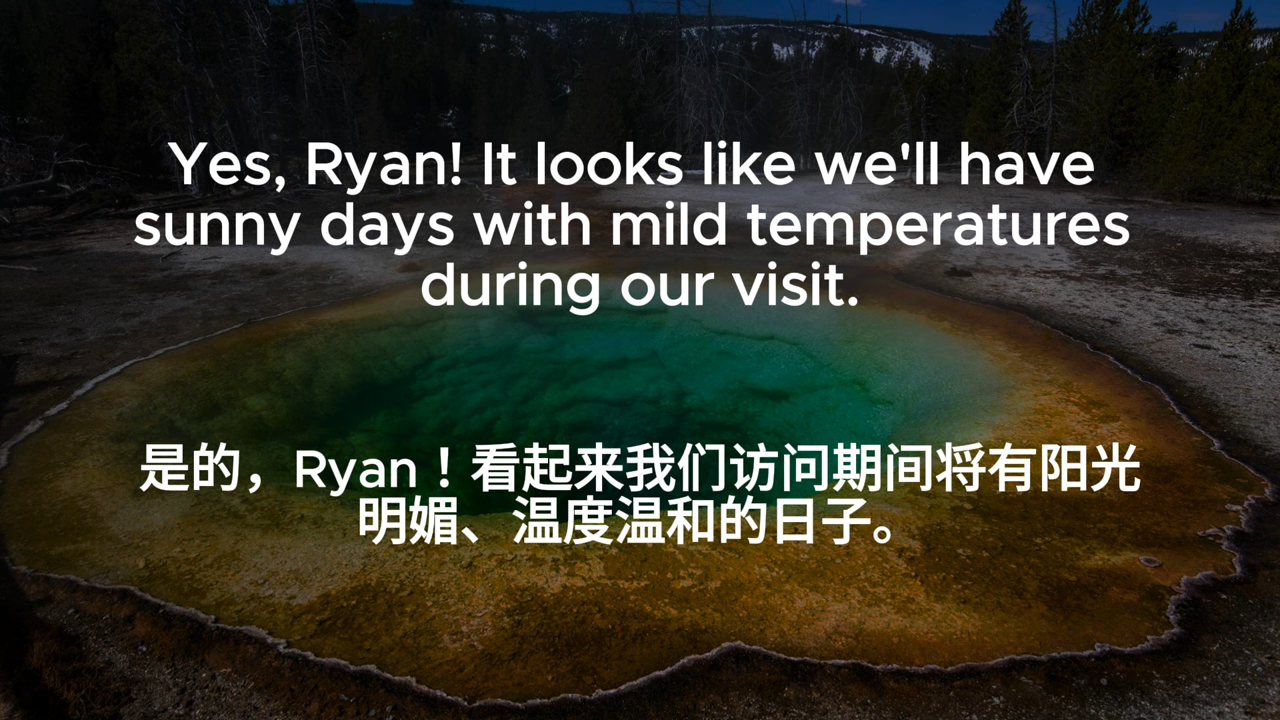 Yes, Ryan! It looks like we'll have
sunny days with mild temperatures
during our visit.
是的，Ryan！看起来我们访问期间将有阳光
明媚、温度温和的日子。